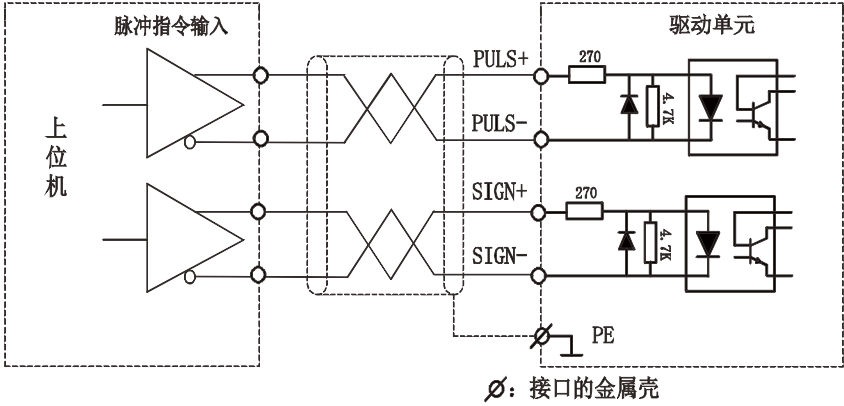 脉冲指令输入
驱动单元
上位机
PULS+
270
4.7K
PULS-
SIGN+
270
4.7K
SIGN-
PE
：接口的金属壳